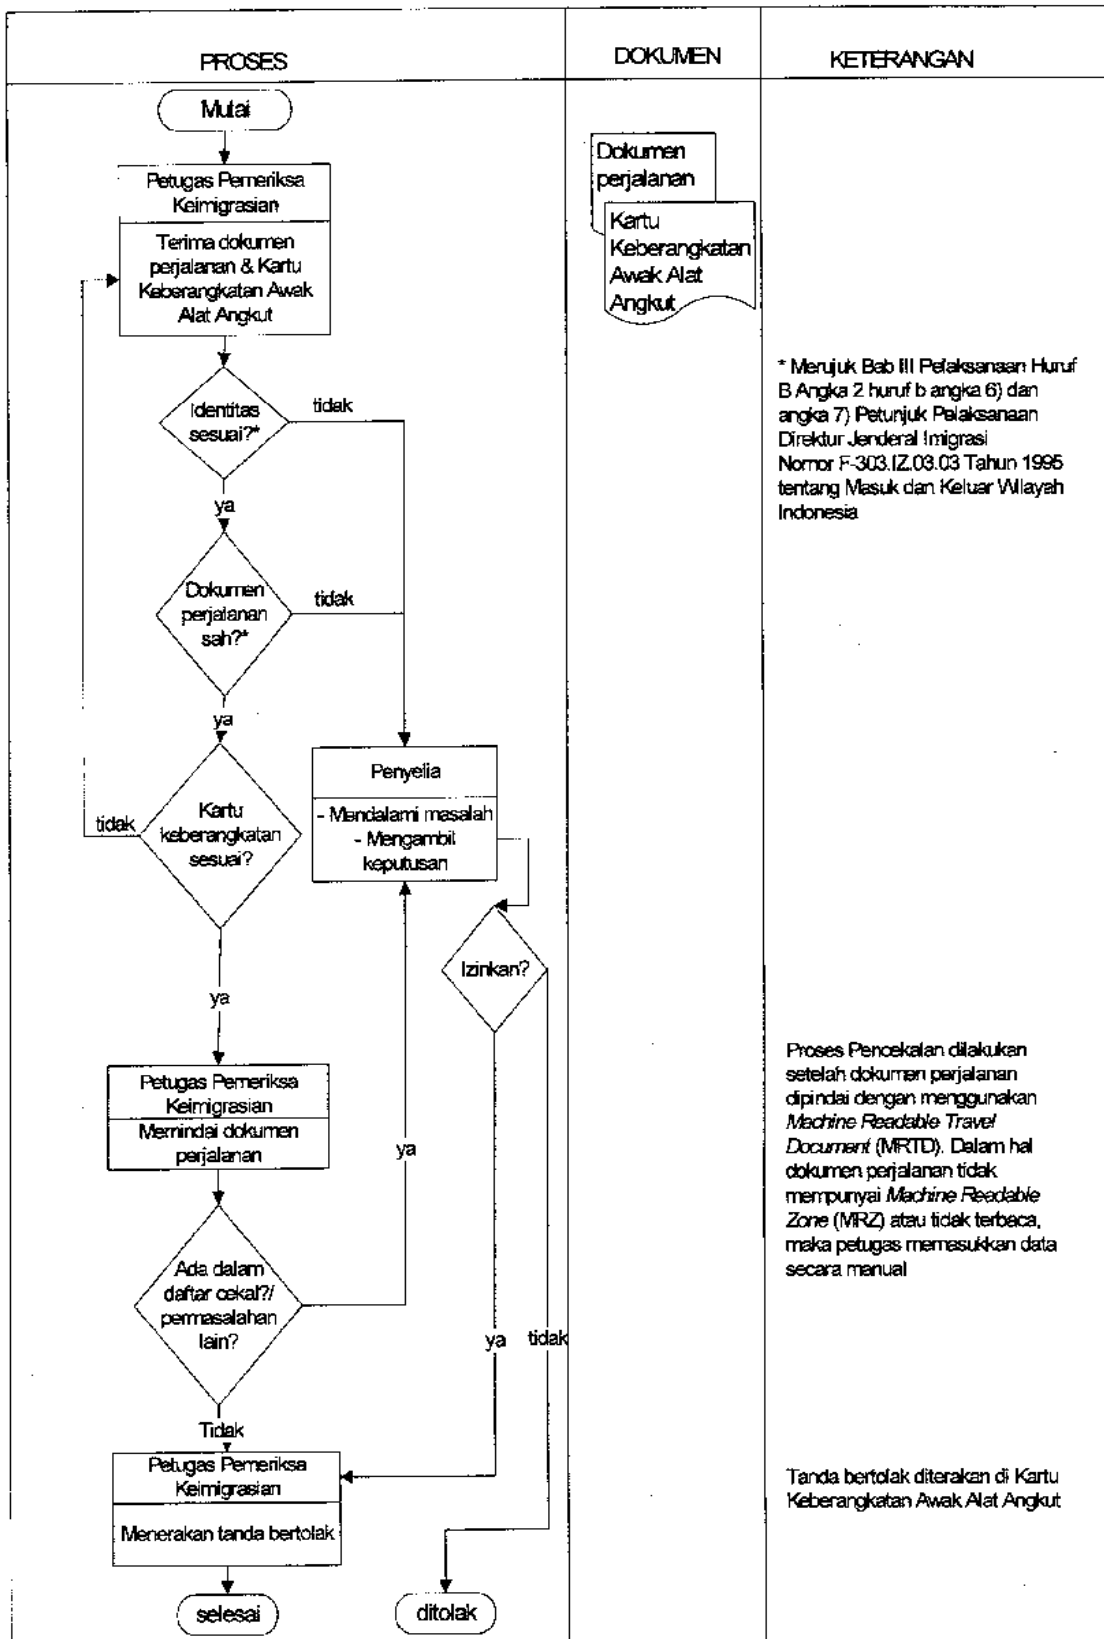 PROSES
DOKUMEN
KETERANGAN
Mulai
Petugas Pemeriksa
Keimigrasian
Terima dokumen
perjalanan & Kartu
Keberangkatan Awak
Alat Angkut
Dokumen
perjalanan
Kartu
Keberangkatan
Awak Alat
Angkut
Identitas
sesuai?*
tidak
ya
* Merujuk Bab III Pelaksanaan Huruf
B Angka 2 huruf b angka 6) dan
angka 7) Petunjuk Pelaksanaan
Direktur Jenderal Imigrasi
Nomor F-303.IZ.03.03 Tahun 1995
tentang Masuk dan Keluar Wilayah
Indonesia
Dokumen
perjalanan
sah?*
tidak
ya
Kartu
keberangkatan
sesuai?
tidak
ya
Penyelia
- Mendalami masalah
- Mengambil
keputusan
Izinkan?
ya
tidak
Petugas Pemeriksa
Keimigrasian
Memindai dokumen
perjalanan
Proses Pencekalan dilakukan
setelah dokumen perjalanan
dipindai dengan menggunakan
Machine Readable Travel
Document (MRTD). Dalam hal
dokumen perjalanan tidak
mempunyai Machine Readable
Zone (MRZ) atau tidak terbaca,
maka petugas memasukkan data
secara manual
Ada dalam
daftar cekal?/
permasalahan
lain?
ya
Tidak
Petugas Pemeriksa
Keimigrasian
Menerakan tanda bertolak
Tanda bertolak diterakan di Kartu
Keberangkatan Awak Alat Angkut
selesai
ditolak